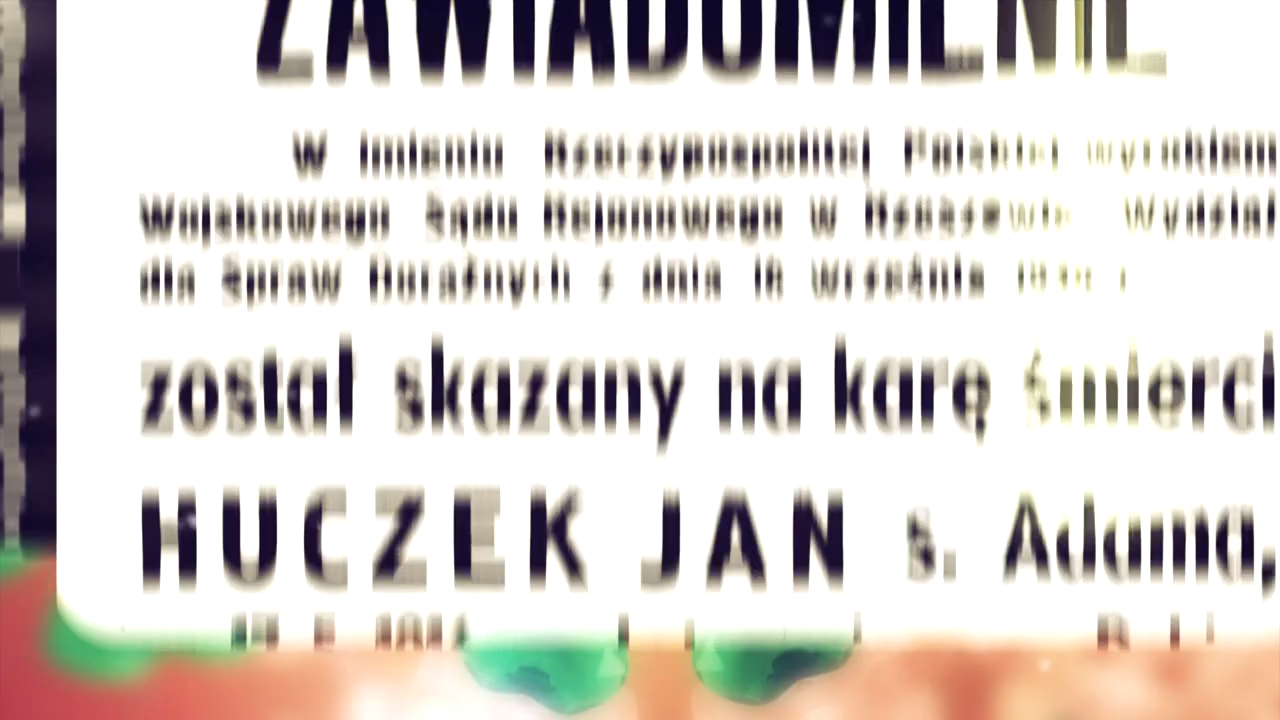 ZAWIADOMIENIE
W imieniu Rzeczypospolitej Polskiej wyrokiem
Wojskowego Sądu Rejonowego w Rzeszowie Wydział
dla Spraw Doraźnych z dnia września
został skazany na karę śmierci
HUCZEK JAN s. Adama,